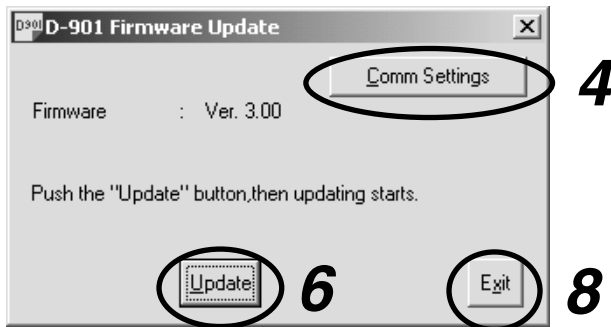 D901 D-901 Firmware Update
Comm Settings 4
Firmware : Ver. 3.00
Push the "Update" button,then updating starts.
Update 6 Exit 8